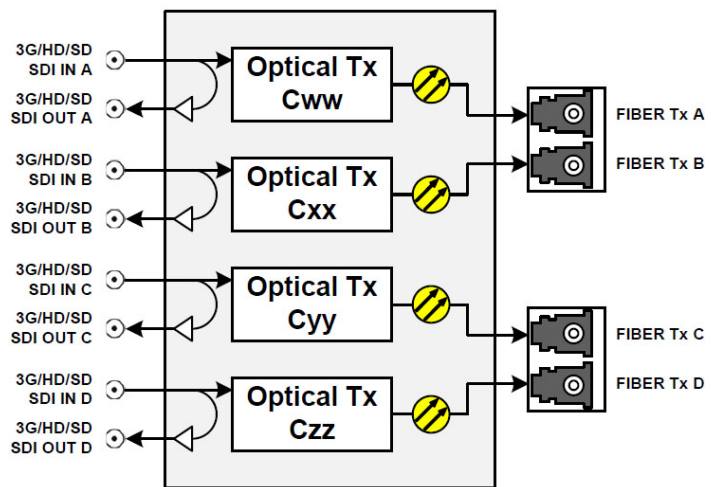 3G/HD/SD
SDI IN A
3G/HD/SD
SDI OUT A
Optical Tx
Cww
FIBER Tx A
3G/HD/SD
SDI IN B
3G/HD/SD
SDI OUT B
Optical Tx
Cxx
FIBER Tx B
3G/HD/SD
SDI IN C
3G/HD/SD
SDI OUT C
Optical Tx
Cyy
FIBER Tx C
3G/HD/SD
SDI IN D
3G/HD/SD
SDI OUT D
Optical Tx
Czz
FIBER Tx D